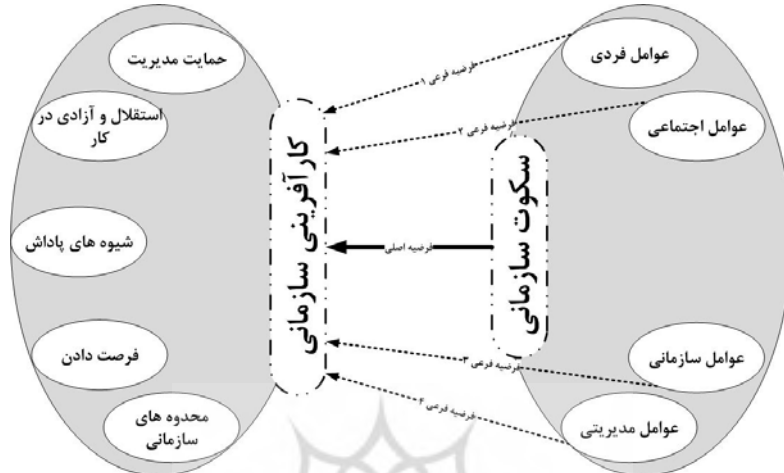 عوامل فردی
عوامل اجتماعی
سکوت سازمانی
عوامل سازمانی
عوامل مدیریتی
فرضیه فرعی ۱
فرضیه فرعی ۲
فرضیه اصلی
فرضیه فرعی ۳
فرضیه فرعی ۴
کارآفرینی سازمانی
حمایت مدیریت
استقلال و آزادی در
کار
شیوه های پاداش
فرصت دادن
محدوده های
سازمانی